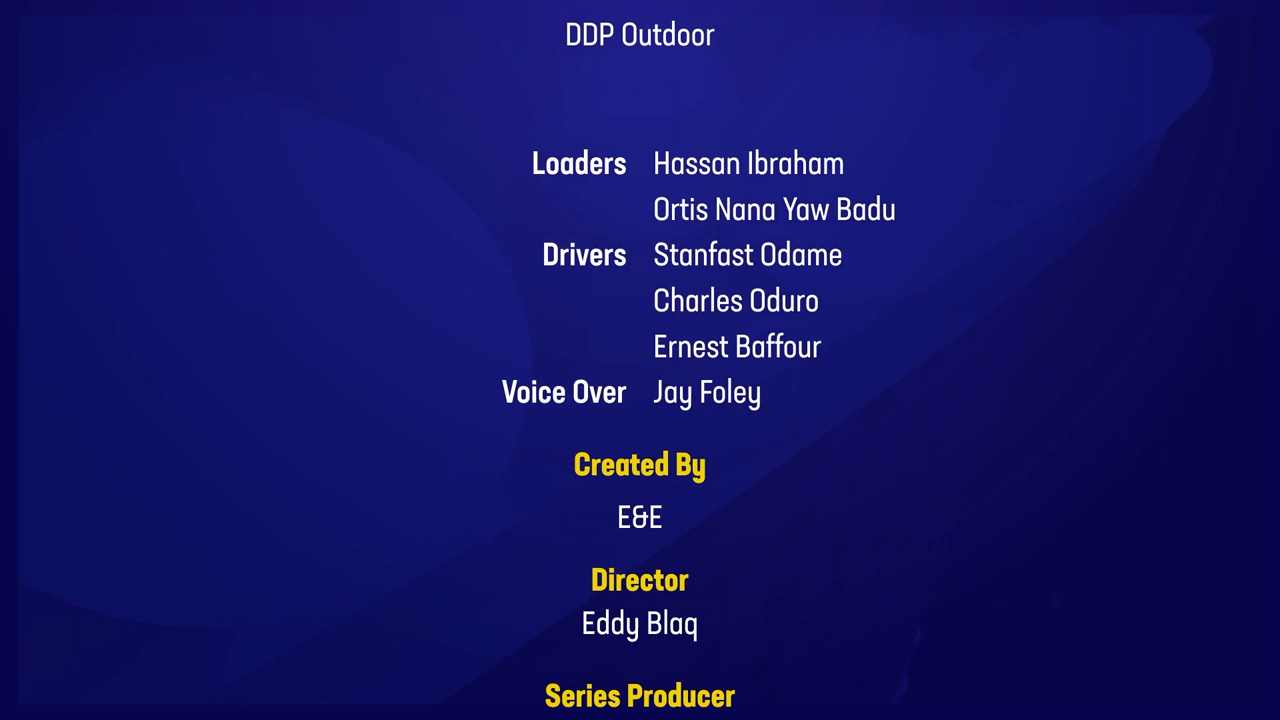 DDP Outdoor
Loaders Hassan Ibraham
Ortis Nana Yaw Badu
Drivers Stanfast Odame
Charles Oduro
Ernest Baffour
Voice Over Jay Foley
Created By
E&E
Director
Eddy Blaq
Series Producer